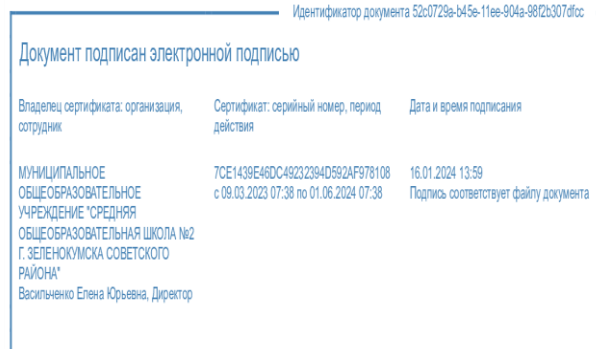 Идентификатор документа 52c0729a-b45e-11ee-904a-98f2b307dfcc
Документ подписан электронной подписью
Владелец сертификата: организация, сотрудник
Сертификат: серийный номер, период действия
Дата и время подписания
МУНИЦИПАЛЬНОЕ
ОБЩЕОБРАЗОВАТЕЛЬНОЕ
УЧРЕЖДЕНИЕ "СРЕДНЯЯ
ОБЩЕОБРАЗОВАТЕЛЬНАЯ ШКОЛА №2
Г. ЗЕЛЕНОКУМСКА СОВЕТСКОГО
РАЙОНА"
Васильченко Елена Юрьевна, Директор
7CE1439E46DC49232394D592AF978108
с 09.03.2023 07:38 по 01.06.2024 07:38
16.01.2024 13:59
Подпись соответствует файлу документа